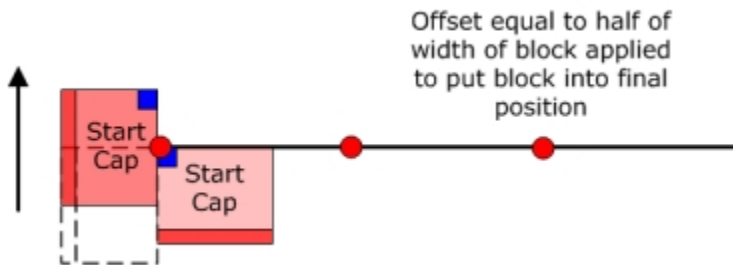 Offset equal to half of
width of block applied
to put block into final
position
Start
Cap
Start
Cap